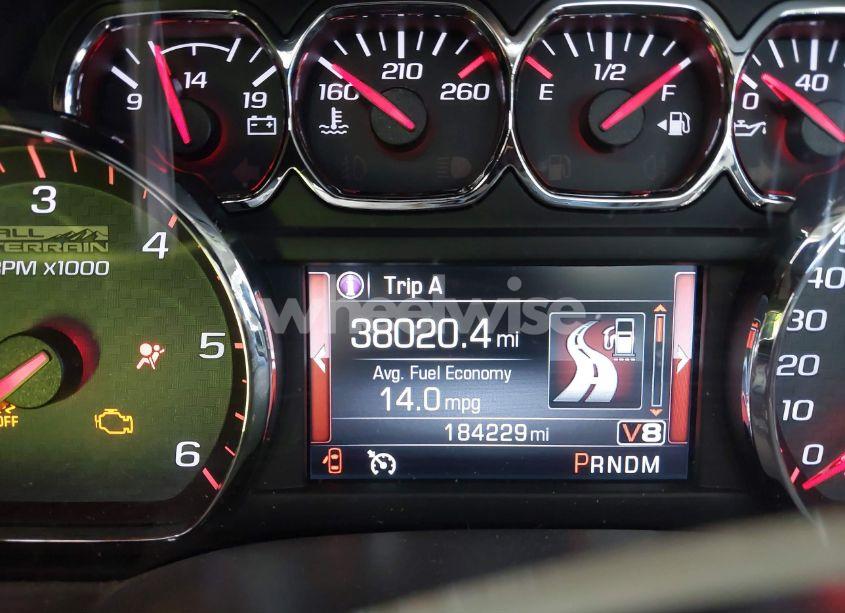 9 14 19
160 210 260
E 1/2 F
0 40
3
4
5
6
ALL
TERRAIN
RPM x1000
OFF
Trip A
38020.4 mi
Avg. Fuel Economy
14.0 mpg
184229 mi V8
PRNDM
40
30
20
10
0
wheelwise